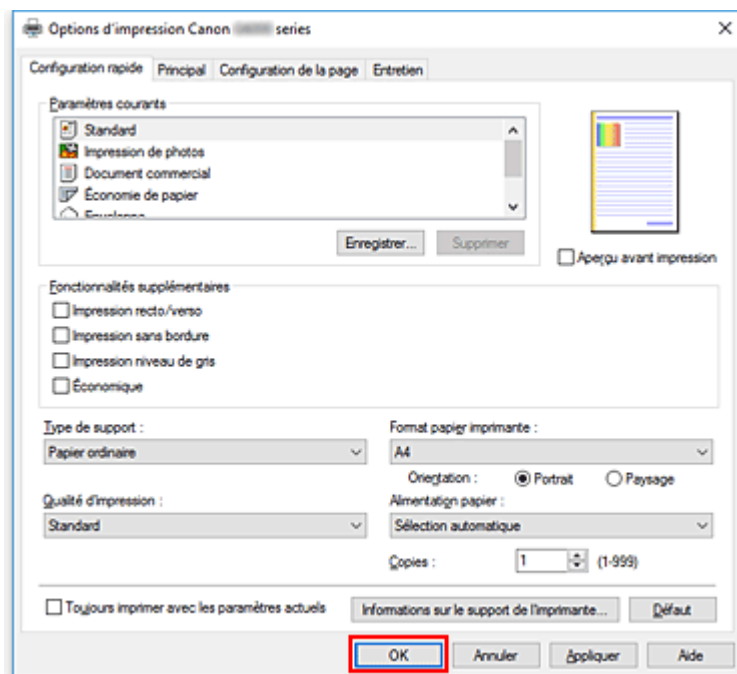 Options d'impression Canon series
Configuration rapide Principal Configuration de la page Entretien
Paramètres courants
Standard
Impression de photos
Document commercial
Économie de papier
Enregistrer... Supprimer
Aperçu avant impression
Fonctionnalités supplémentaires
Impression recto/verso
Impression sans bordure
Impression niveau de gris
Économique
Type de support : Format papier imprimante :
Papier ordinaire A4
Orientation : Portrait Paysage
Qualité d'impression : Alimentation papier :
Standard Sélection automatique
Copies : 1 (1-999)
Toujours imprimer avec les paramètres actuels Informations sur le support de l'imprimante... Défaut
OK Annuler Appliquer Aide